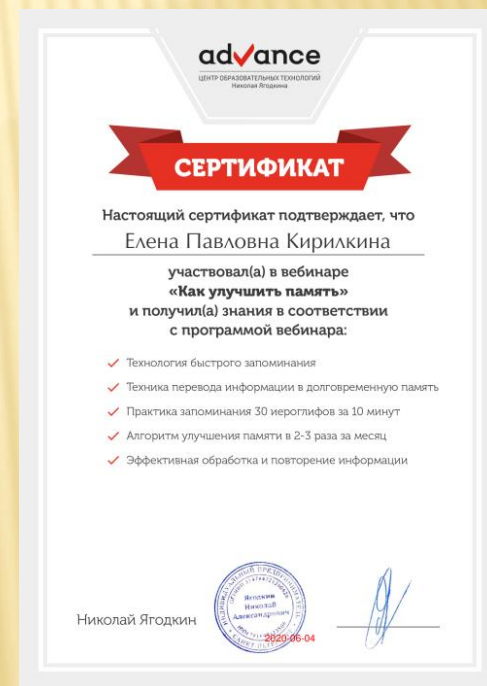 advance
ЦЕНТР ОБРАЗОВАТЕЛЬНЫХ ТЕХНОЛОГИЙ
Николая Ягодкина
СЕРТИФИКАТ
Настоящий сертификат подтверждает, что
Елена Павловна Кирилкина
участвовал(а) в вебинаре
«Как улучшить память»
и получил(а) знания в соответствии
с программой вебинара:
Технология быстрого запоминания
Техника перевода информации в долговременную память
Практика запоминания 30 иероглифов за 10 минут
Алгоритм улучшения памяти в 2-3 раза за месяц
Эффективная обработка и повторение информации
ИНДИВИДУАЛЬНЫЙ ПРЕДПРИНИМАТЕЛЬ
Ягодкин
Николай
Александрович
2020-06-04
Николай Ягодкин